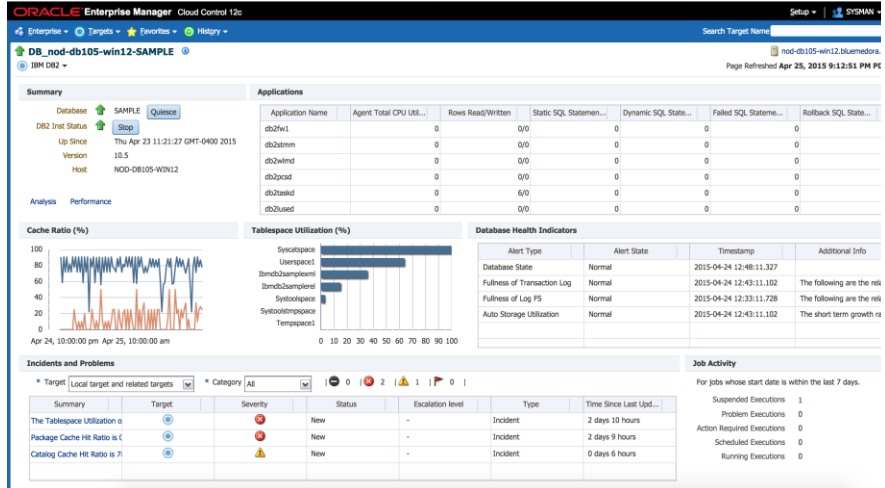 ORACLE Enterprise Manager Cloud Control 12c
Setup SYSMAN
Enterprise Targets Favorites History
Search Target Name
DB_nod-db105-win12-SAMPLE
nod-db105-win12.bluemedora.
IBM DB2
Page Refreshed Apr 25, 2015 9:12:51 PM PD
Summary
Database SAMPLE Quiesce
DB2 Inst Status Stop
Up Since Thu Apr 23 11:21:27 GMT-0400 2015
Version 10.5
Host NOD-DB105-WIN12
Analysis Performance
Applications
Application Name Agent Total CPU Util... Rows Read/Written Static SQL Statemen... Dynamic SQL State... Failed SQL Stateme... Rollback SQL State...
db2fw1 0 0/0 0 0 0
db2stmm 0 0/0 0 0 0
db2wlmd 0 0/0 0 0 0
db2pcsd 0 0/0 0 0 0
db2taskd 0 6/0 0 0 0
db2lused 0 0/0 0 0 0
Cache Ratio (%)
100
80
60
40
20
0
Apr 24, 10:00:00 pm Apr 25, 10:00:00 am
Tablespace Utilization (%)
Syscatspace
Userspace1
Ibmdb2samplexml
Ibmdb2samplerel
Systoolspace
Systoolstmpspace
Tempspace1
0 10 20 30 40 50 60 70 80 90 100
Database Health Indicators
Alert Type Alert State Timestamp Additional Info
Database State Normal 2015-04-24 12:48:11.327
Fullness of Transaction Log Normal 2015-04-24 12:43:11.102 The following are the rela
Fullness of Log FS Normal 2015-04-24 12:33:11.728 The following are the rela
Auto Storage Utilization Normal 2015-04-24 12:43:11.102 The short term growth ra
Incidents and Problems
* Target Local target and related targets * Category All | 0 | 2 | 1 | 0 |
Summary Target Severity Status Escalation level Type Time Since Last Upd...
The Tablespace Utilization o New - Incident 2 days 10 hours
Package Cache Hit Ratio is 0 New - Incident 2 days 9 hours
Catalog Cache Hit Ratio is 7 New - Incident 0 days 6 hours
Job Activity
For jobs whose start date is within the last 7 days.
Suspended Executions 1
Problem Executions 0
Action Required Executions 0
Scheduled Executions 0
Running Executions 0